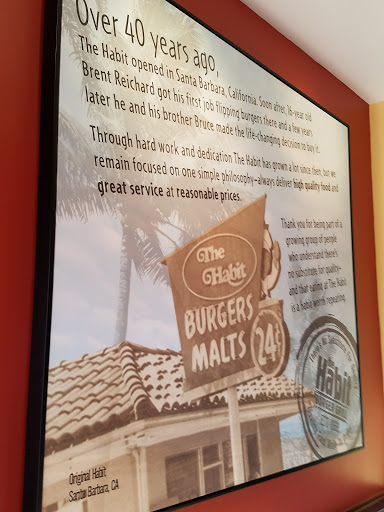 Over 40 years ago,
The Habit opened in Santa Barbara, California. Soon after, 16-year old
Brent Reichard got his first job flipping burgers there and a few years
later he and his brother Bruce made the life-changing decision to buy it.
Through hard work and dedication The Habit has grown a lot since then, but we
remain focused on one simple philosophy—always deliver high quality food and
great service at reasonable prices.
Thank you for being part of a
growing group of people
who understand there's
no substitute for quality—
and that eating at The Habit
is a habit worth repeating.
The
Habit
BURGERS
MALTS
24¢
Habit
Original Habit
Santa Barbara, CA